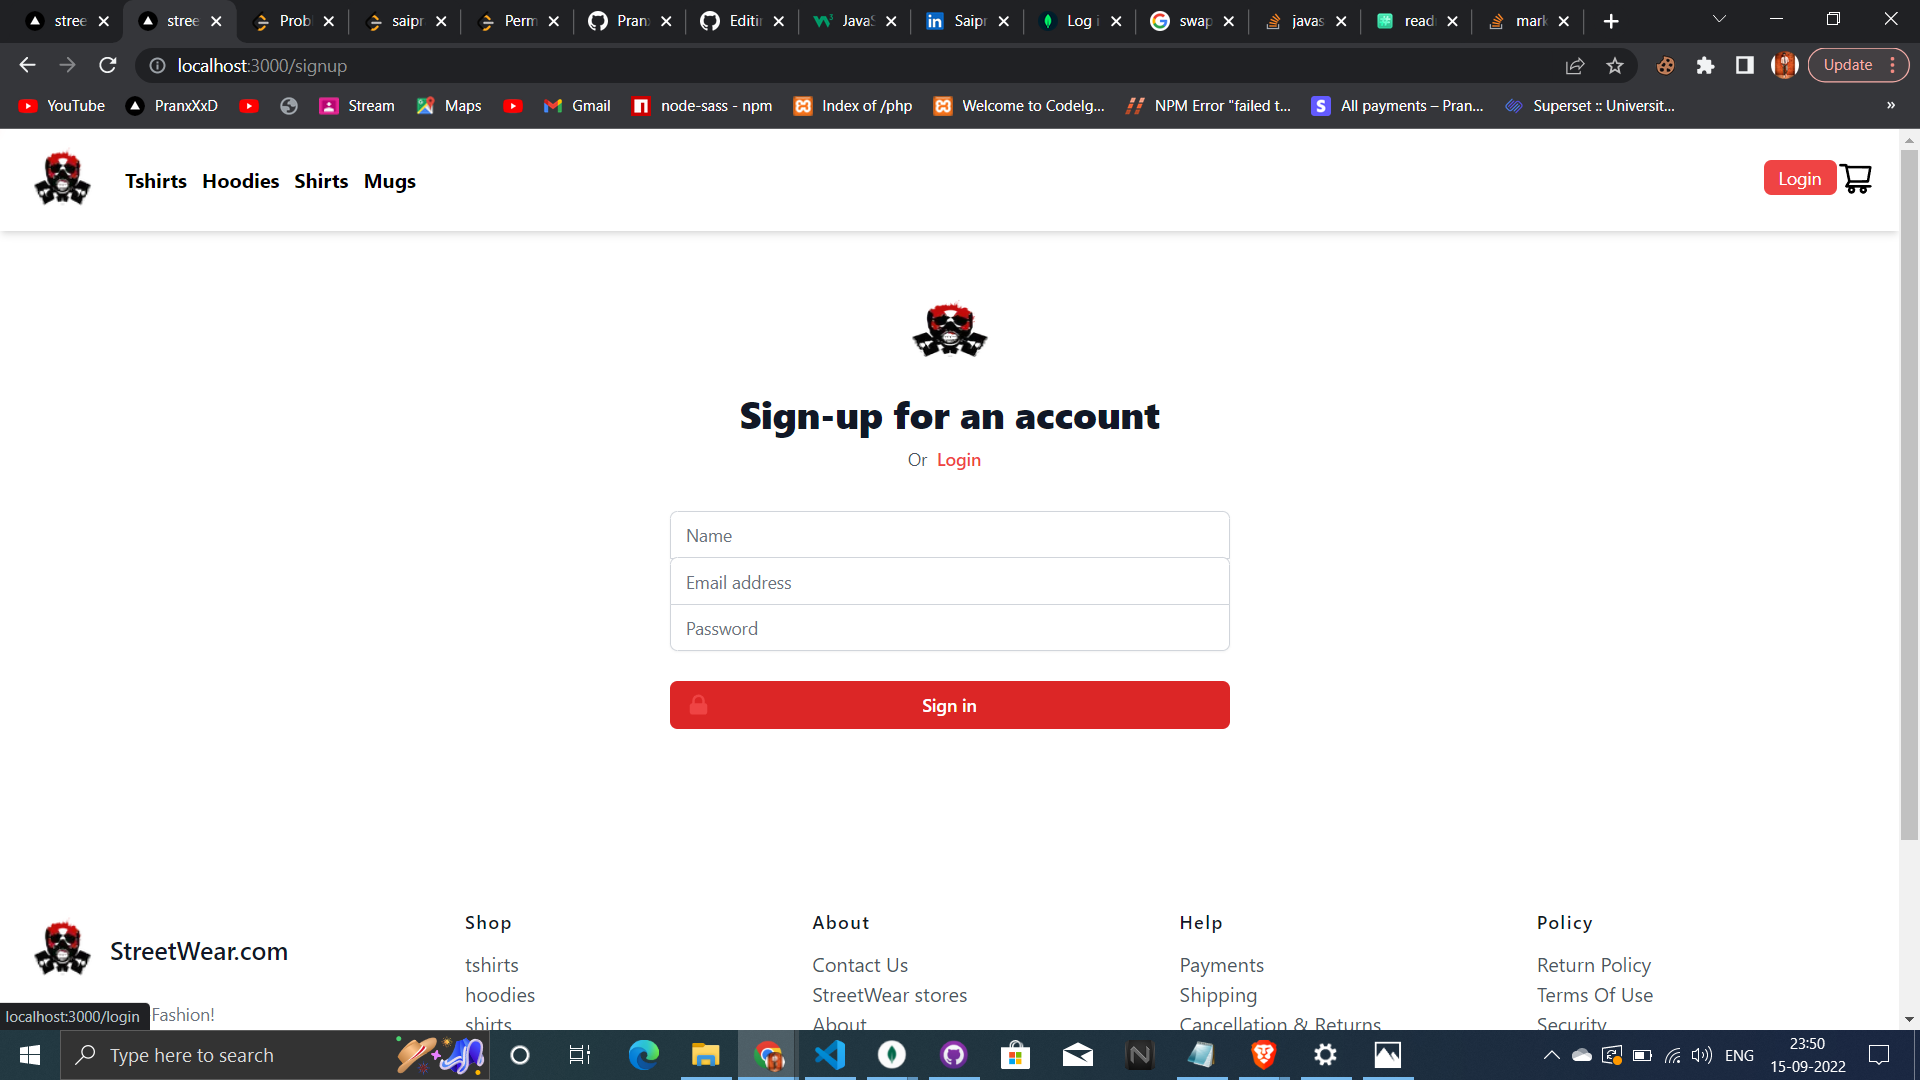 stree
stree
Probl
saipr
Perm
Pranx
Editin
JavaS
Saipr
Log i
swap
javas
read
mark
localhost:3000/signup
Update
YouTube
PranxXxD
Stream
Maps
Gmail
node-sass - npm
Index of /php
Welcome to CodeIg...
NPM Error "failed t...
All payments – Pran...
Superset :: Universit...
»
Tshirts Hoodies Shirts Mugs
Login
Sign-up for an account
Or Login
Name
Email address
Password
Sign in
StreetWear.com
Fashion!
Shop
tshirts
hoodies
shirts
About
Contact Us
StreetWear stores
About
Help
Payments
Shipping
Cancellation & Returns
Policy
Return Policy
Terms Of Use
Security
localhost:3000/login
Type here to search
ENG
23:50
15-09-2022